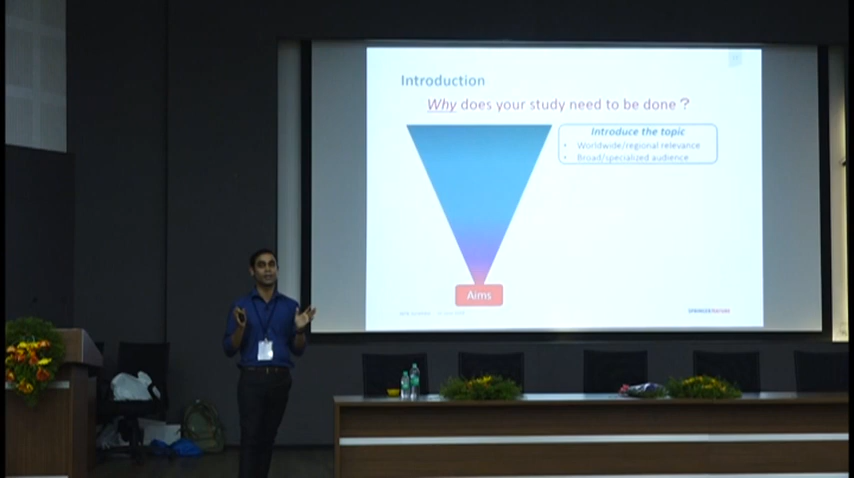 Introduction
Why does your study need to be done ?
Introduce the topic
• Worldwide/regional relevance
• Broad/specialized audience
Aims
SPRINGER NATURE